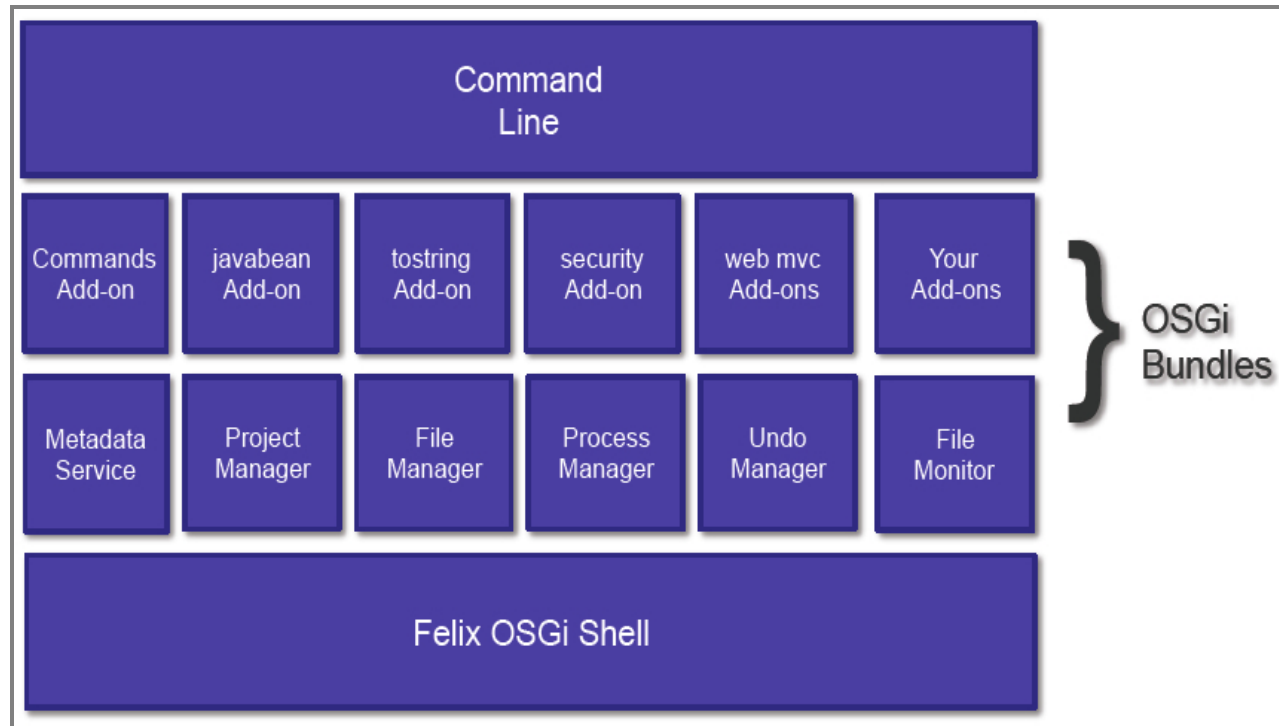 Command
Line
Commands
Add-on
javabean
Add-on
tostring
Add-on
security
Add-on
web mvc
Add-ons
Your
Add-ons
OSGi
Bundles
Metadata
Service
Project
Manager
File
Manager
Process
Manager
Undo
Manager
File
Monitor
Felix OSGi Shell